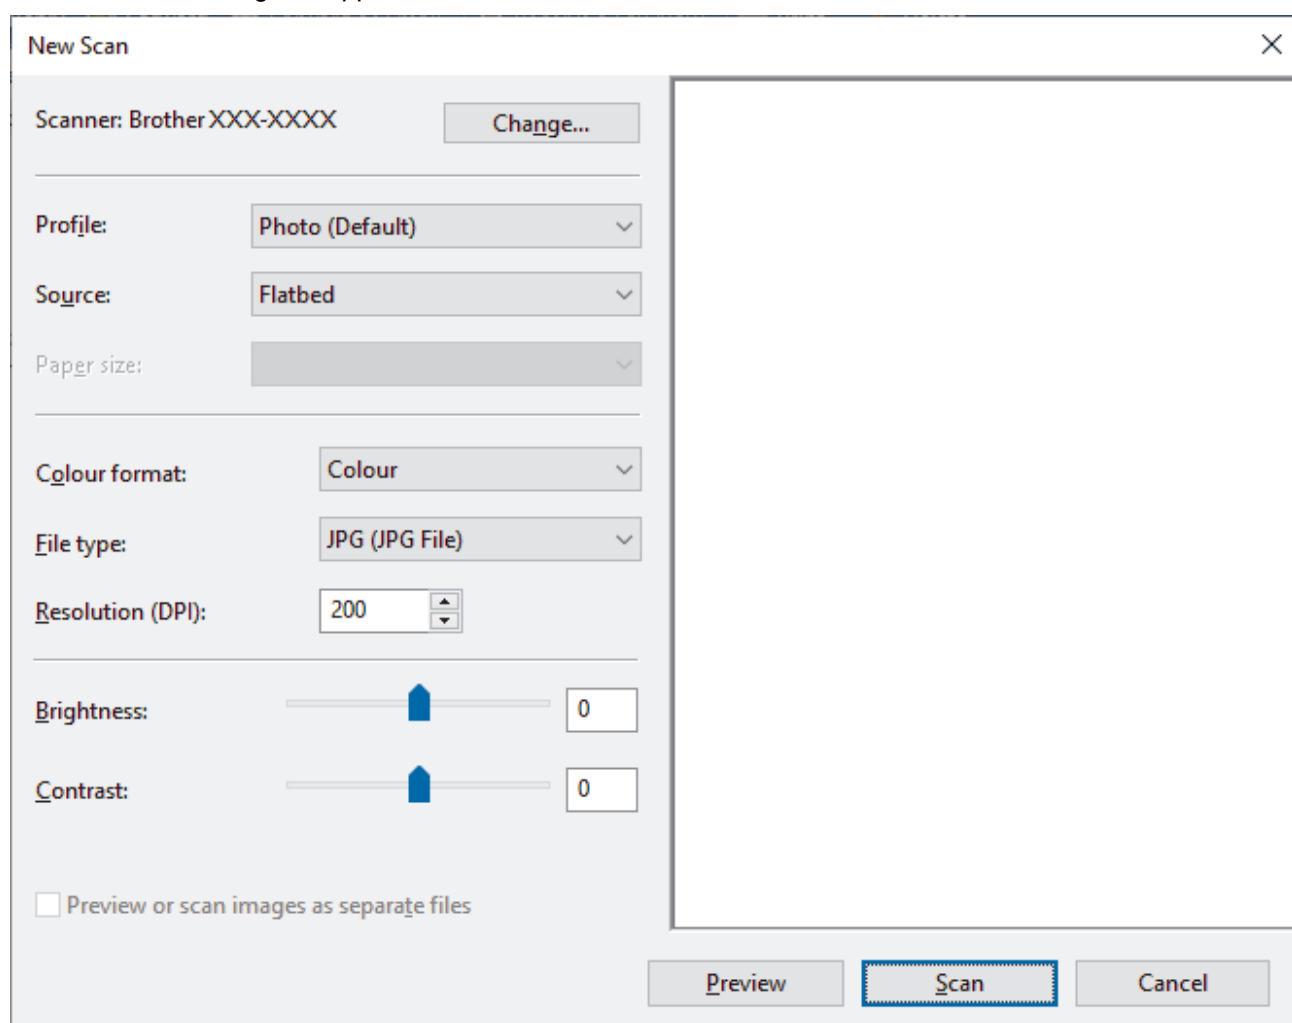 New Scan
Scanner: Brother XXX-XXXX Change...
Profile: Photo (Default)
Source: Flatbed
Paper size:
Colour format: Colour
File type: JPG (JPG File)
Resolution (DPI): 200
Brightness: 0
Contrast: 0
Preview or scan images as separate files
Preview Scan Cancel